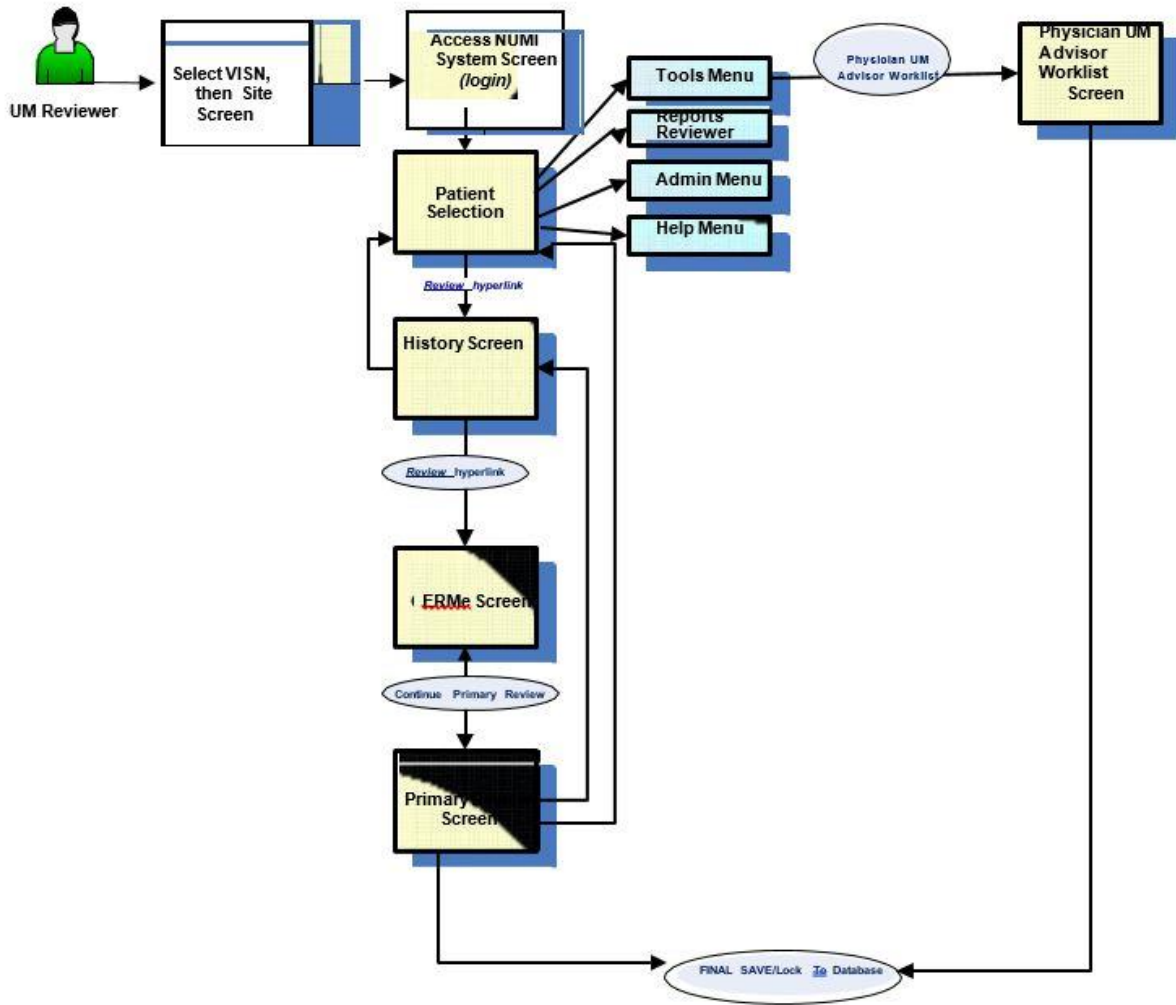 UM Reviewer
Select VISN,
then Site
Screen
Access NUMI
System Screen
(login)
Patient
Selection
Tools Menu
Reports
Reviewer
Admin Menu
Help Menu
Physician UM
Advisor Worklist
Physician UM
Advisor
Worklist
Screen
Review hyperlink
History Screen
Review hyperlink
ERMe Screen
Continue Primary Review
Primary
Screen
FINAL SAVE/Lock To Database